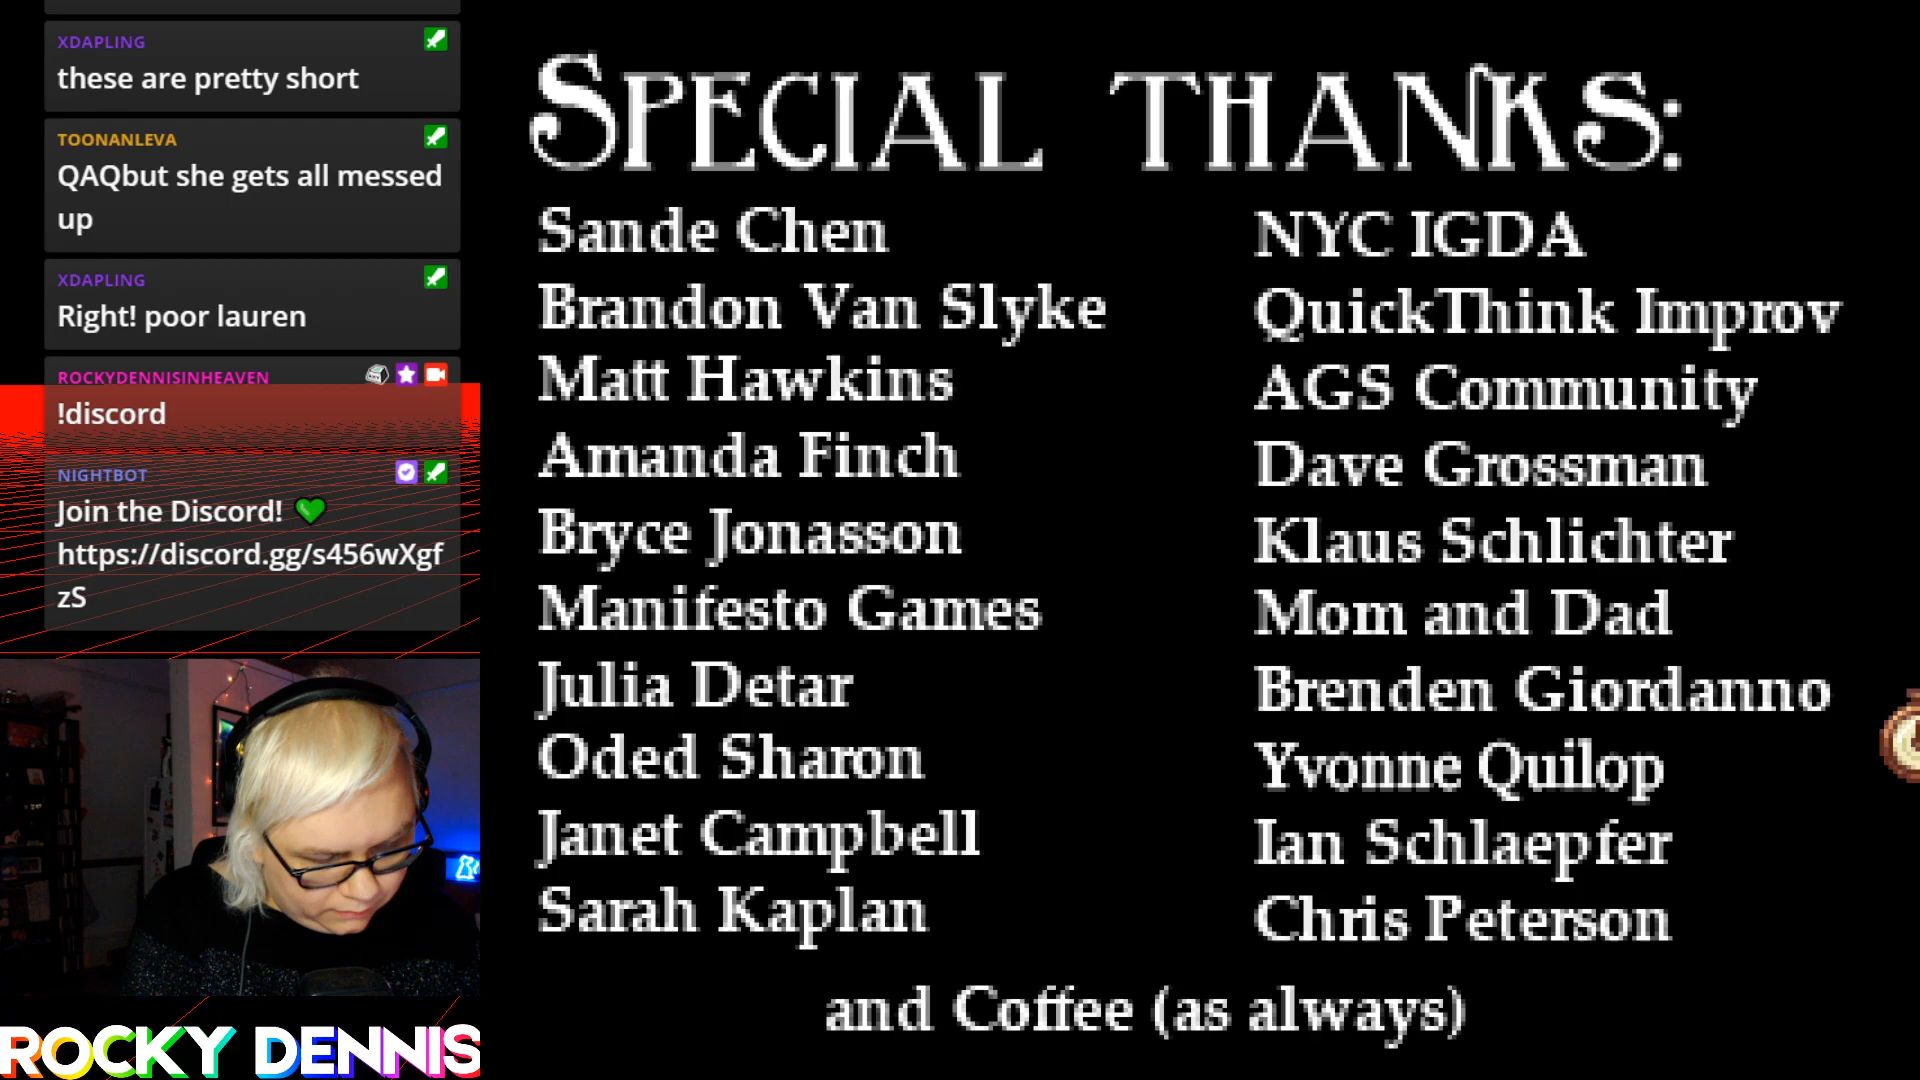 XDAPLING
these are pretty short
TOONANLEVA
QAQbut she gets all messed
up
XDAPLING
Right! poor lauren
ROCKYDENNISINHEAVEN
!discord
NIGHTBOT
Join the Discord!
https://discord.gg/s456wXgf
zS
ROCKY DENNIS
SPECIAL THANKS:
Sande Chen
Brandon Van Slyke
Matt Hawkins
Amanda Finch
Bryce Jonasson
Manifesto Games
Julia Detar
Oded Sharon
Janet Campbell
Sarah Kaplan
NYC IGDA
QuickThink Improv
AGS Community
Dave Grossman
Klaus Schlichter
Mom and Dad
Brenden Giordanno
Yvonne Quilop
Ian Schlaepfer
Chris Peterson
and Coffee (as always)